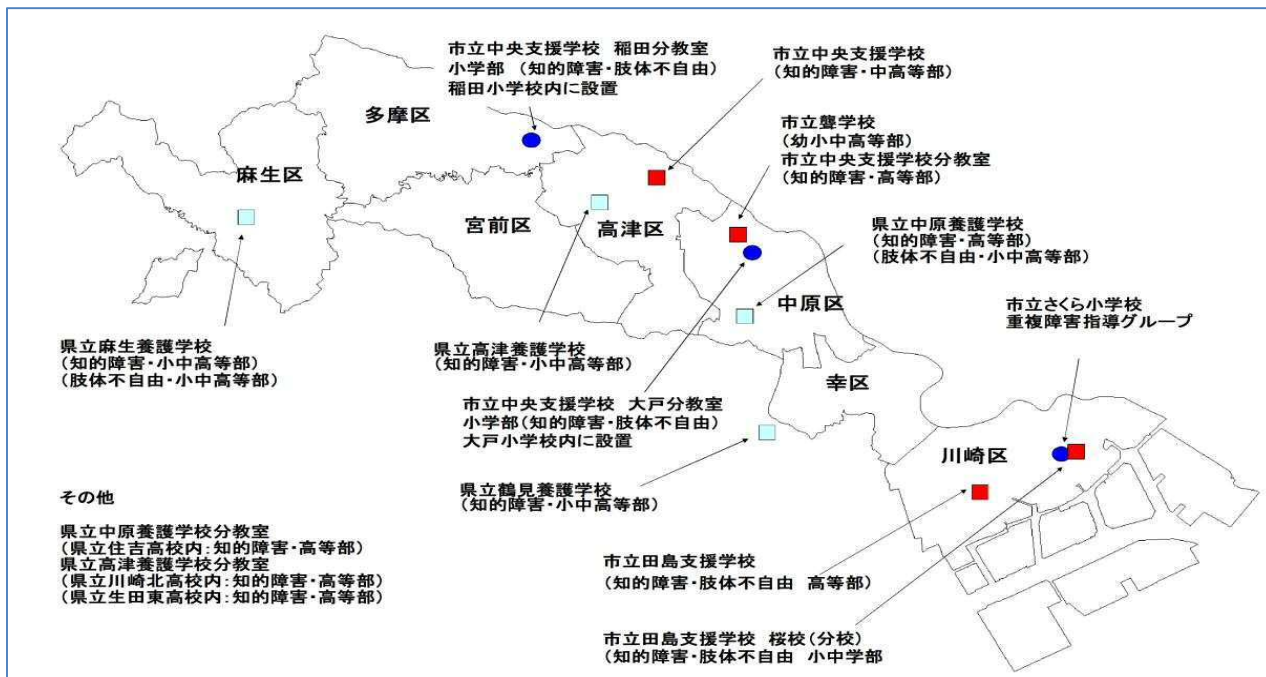 市立中央支援学校 稲田分教室
小学部 (知的障害・肢体不自由)
稲田小学校内に設置
市立中央支援学校
(知的障害・中高等部)
多摩区
市立聾学校
(幼小中高等部)
市立中央支援学校分教室
(知的障害・高等部)
麻生区
宮前区
高津区
県立中原養護学校
(知的障害・高等部)
(肢体不自由・小中高等部)
中原区
市立さくら小学校
重複障害指導グループ
県立麻生養護学校
(知的障害・小中高等部)
(肢体不自由・小中高等部)
県立高津養護学校
(知的障害・小中高等部)
幸区
市立中央支援学校 大戸分教室
小学部(知的障害・肢体不自由)
大戸小学校内に設置
川崎区
県立鶴見養護学校
(知的障害・小中高等部)
その他
県立中原養護学校分教室
(県立住吉高校内:知的障害・高等部)
県立高津養護学校分教室
(県立川崎北高校内:知的障害・高等部)
(県立生田東高校内:知的障害・高等部)
市立田島支援学校
(知的障害・肢体不自由 高等部)
市立田島支援学校 桜校(分校)
(知的障害・肢体不自由 小中学部